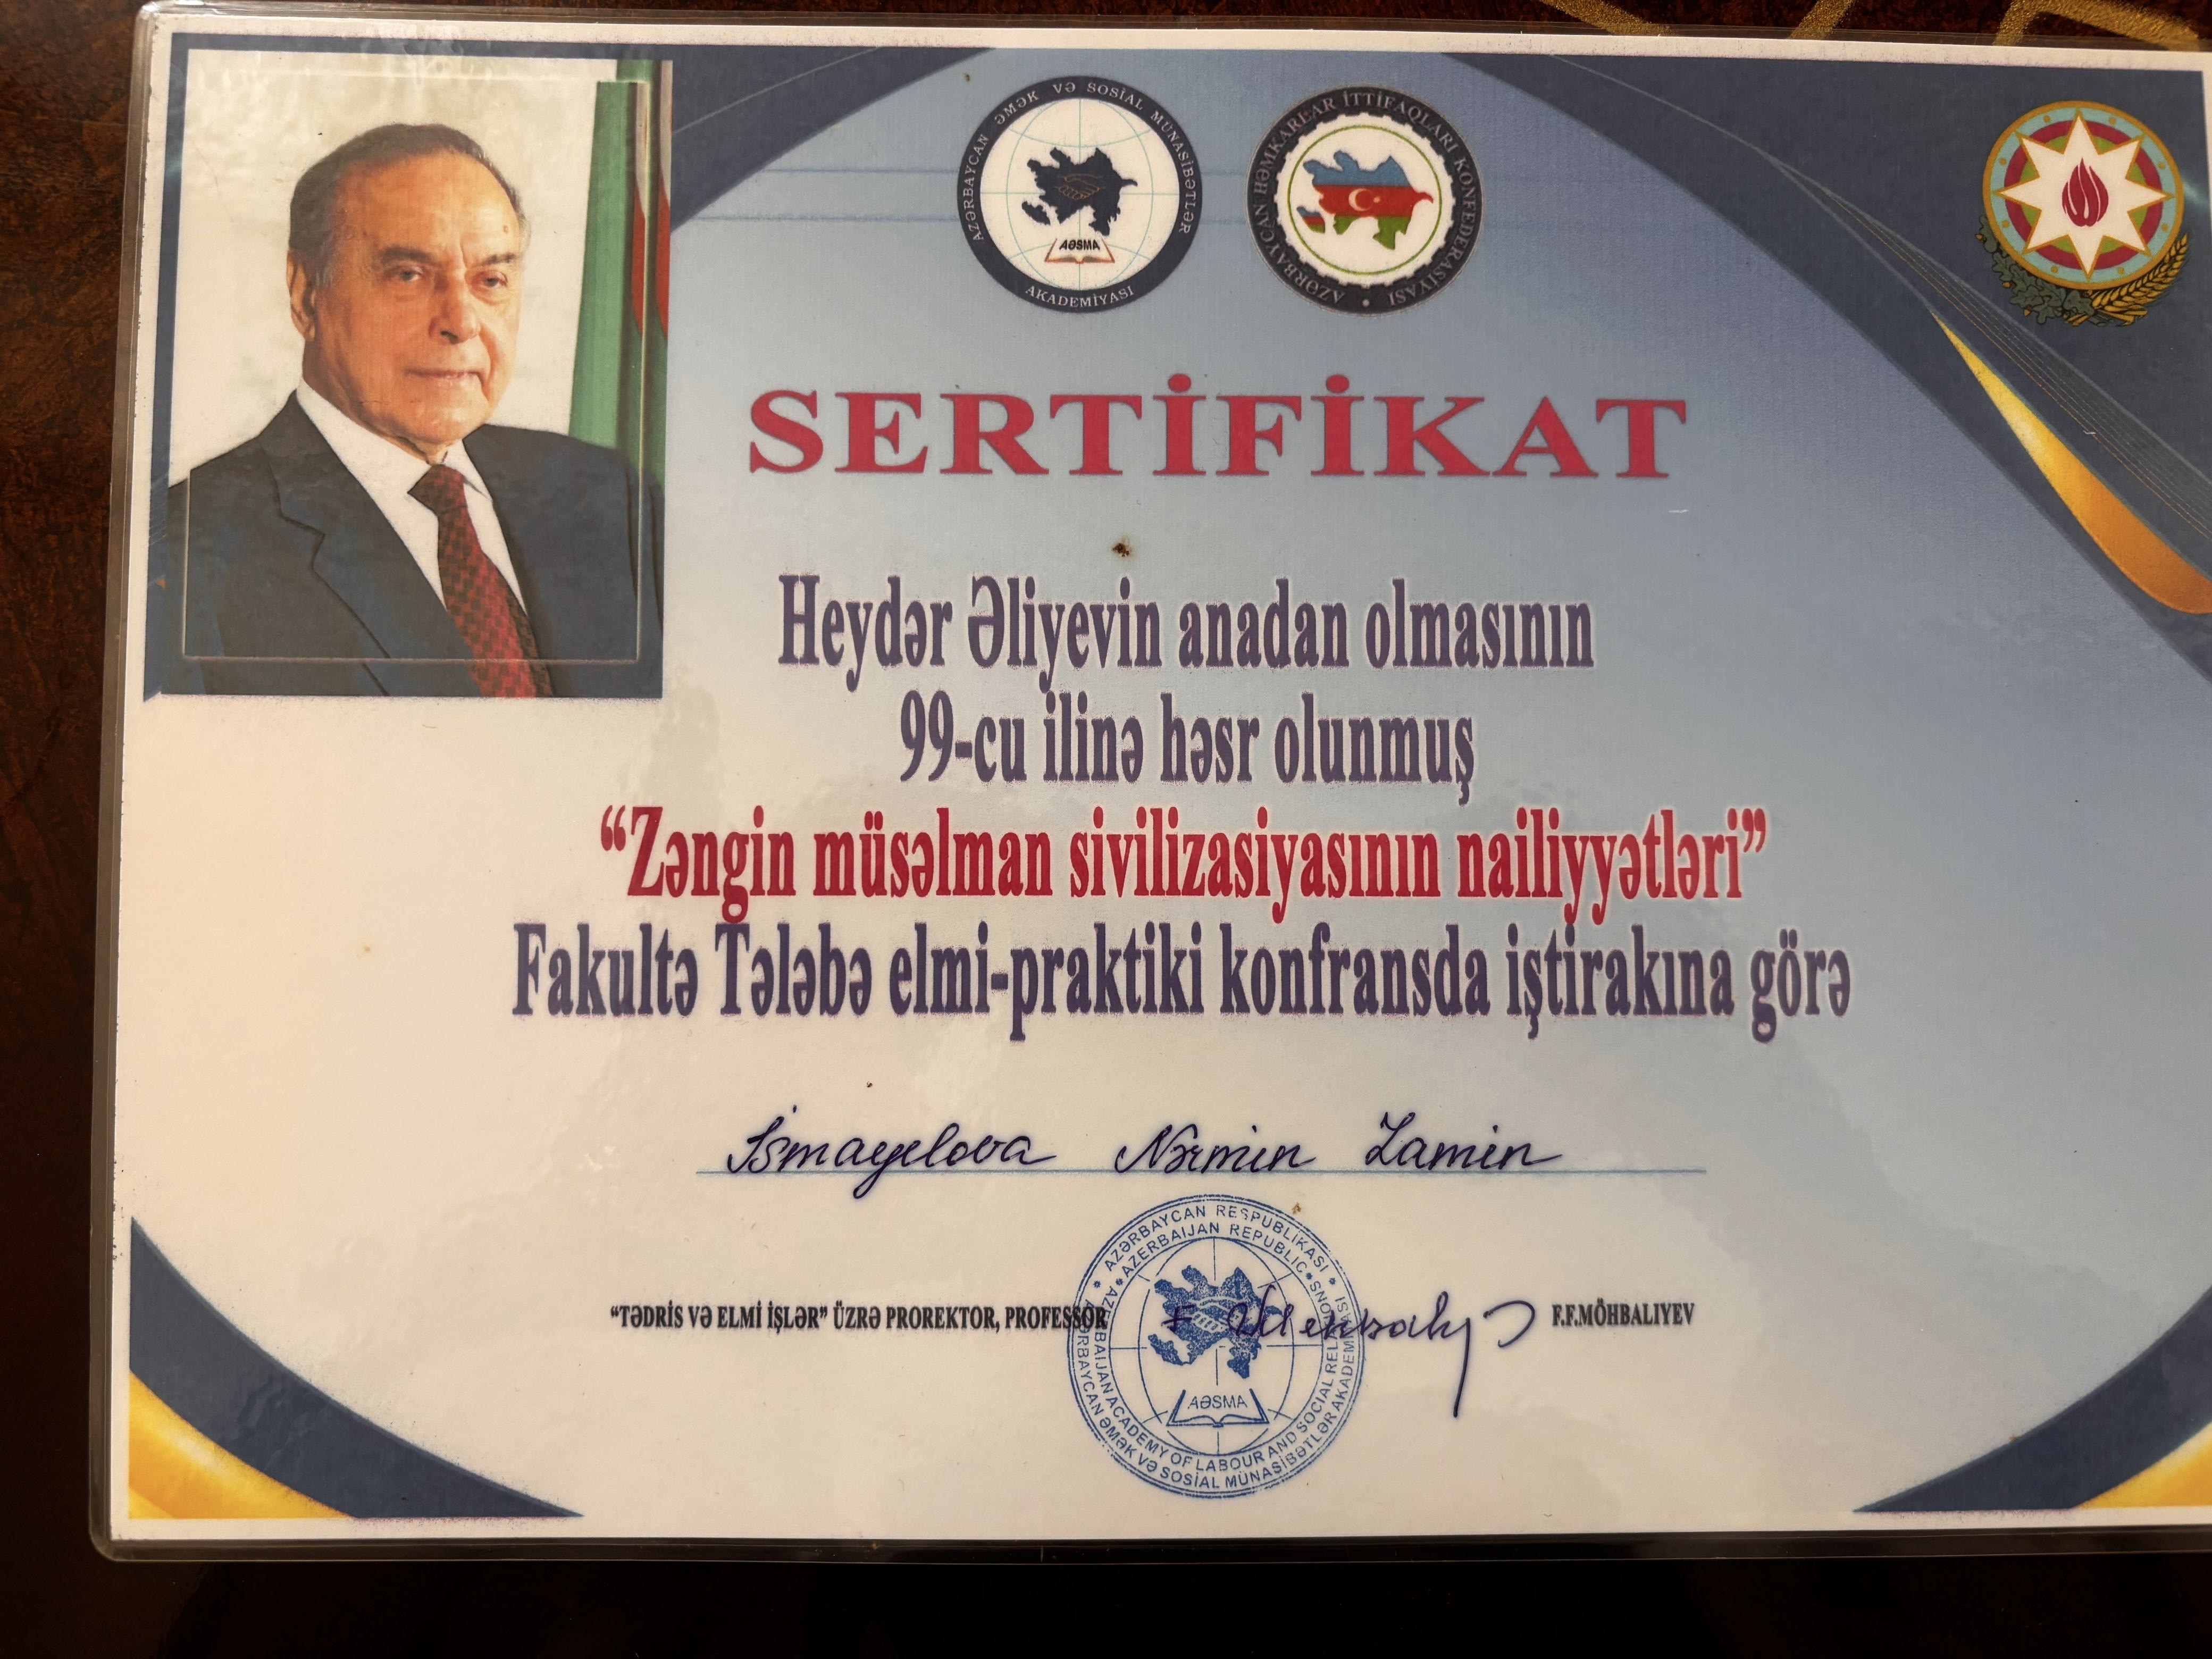 AZƏRBAYCAN ƏMƏK VƏ SOSİAL MÜNASİBƏTLƏR AKADEMİYASI
AƏSMA
AZƏRBAYCAN HƏMKARLAR İTTİFAQLARI KONFEDERASİYASI
SERTİFİKAT
Heydər Əliyevin anadan olmasının
99-cu ilinə həsr olunmuş
“Zəngin müsəlman sivilizasiyasının nailiyyətləri”
Fakultə Tələbə elmi-praktiki konfransda iştirakına görə
İsmayelova Nərmin Zamin
“TƏDRİS VƏ ELMİ İŞLƏR” ÜZRƏ PROREKTOR, PROFESSOR
F.F.MÖHBALIYEV
AZƏRBAYCAN RESPUBLİKASI
AZƏRBAYCAN ƏMƏK VƏ SOSİAL MÜNASİBƏTLƏR AKADEMİYASI
AZERBAIJAN REPUBLIC
AZERBAIJAN ACADEMY OF LABOUR AND SOCIAL RELATIONS
AƏSMA